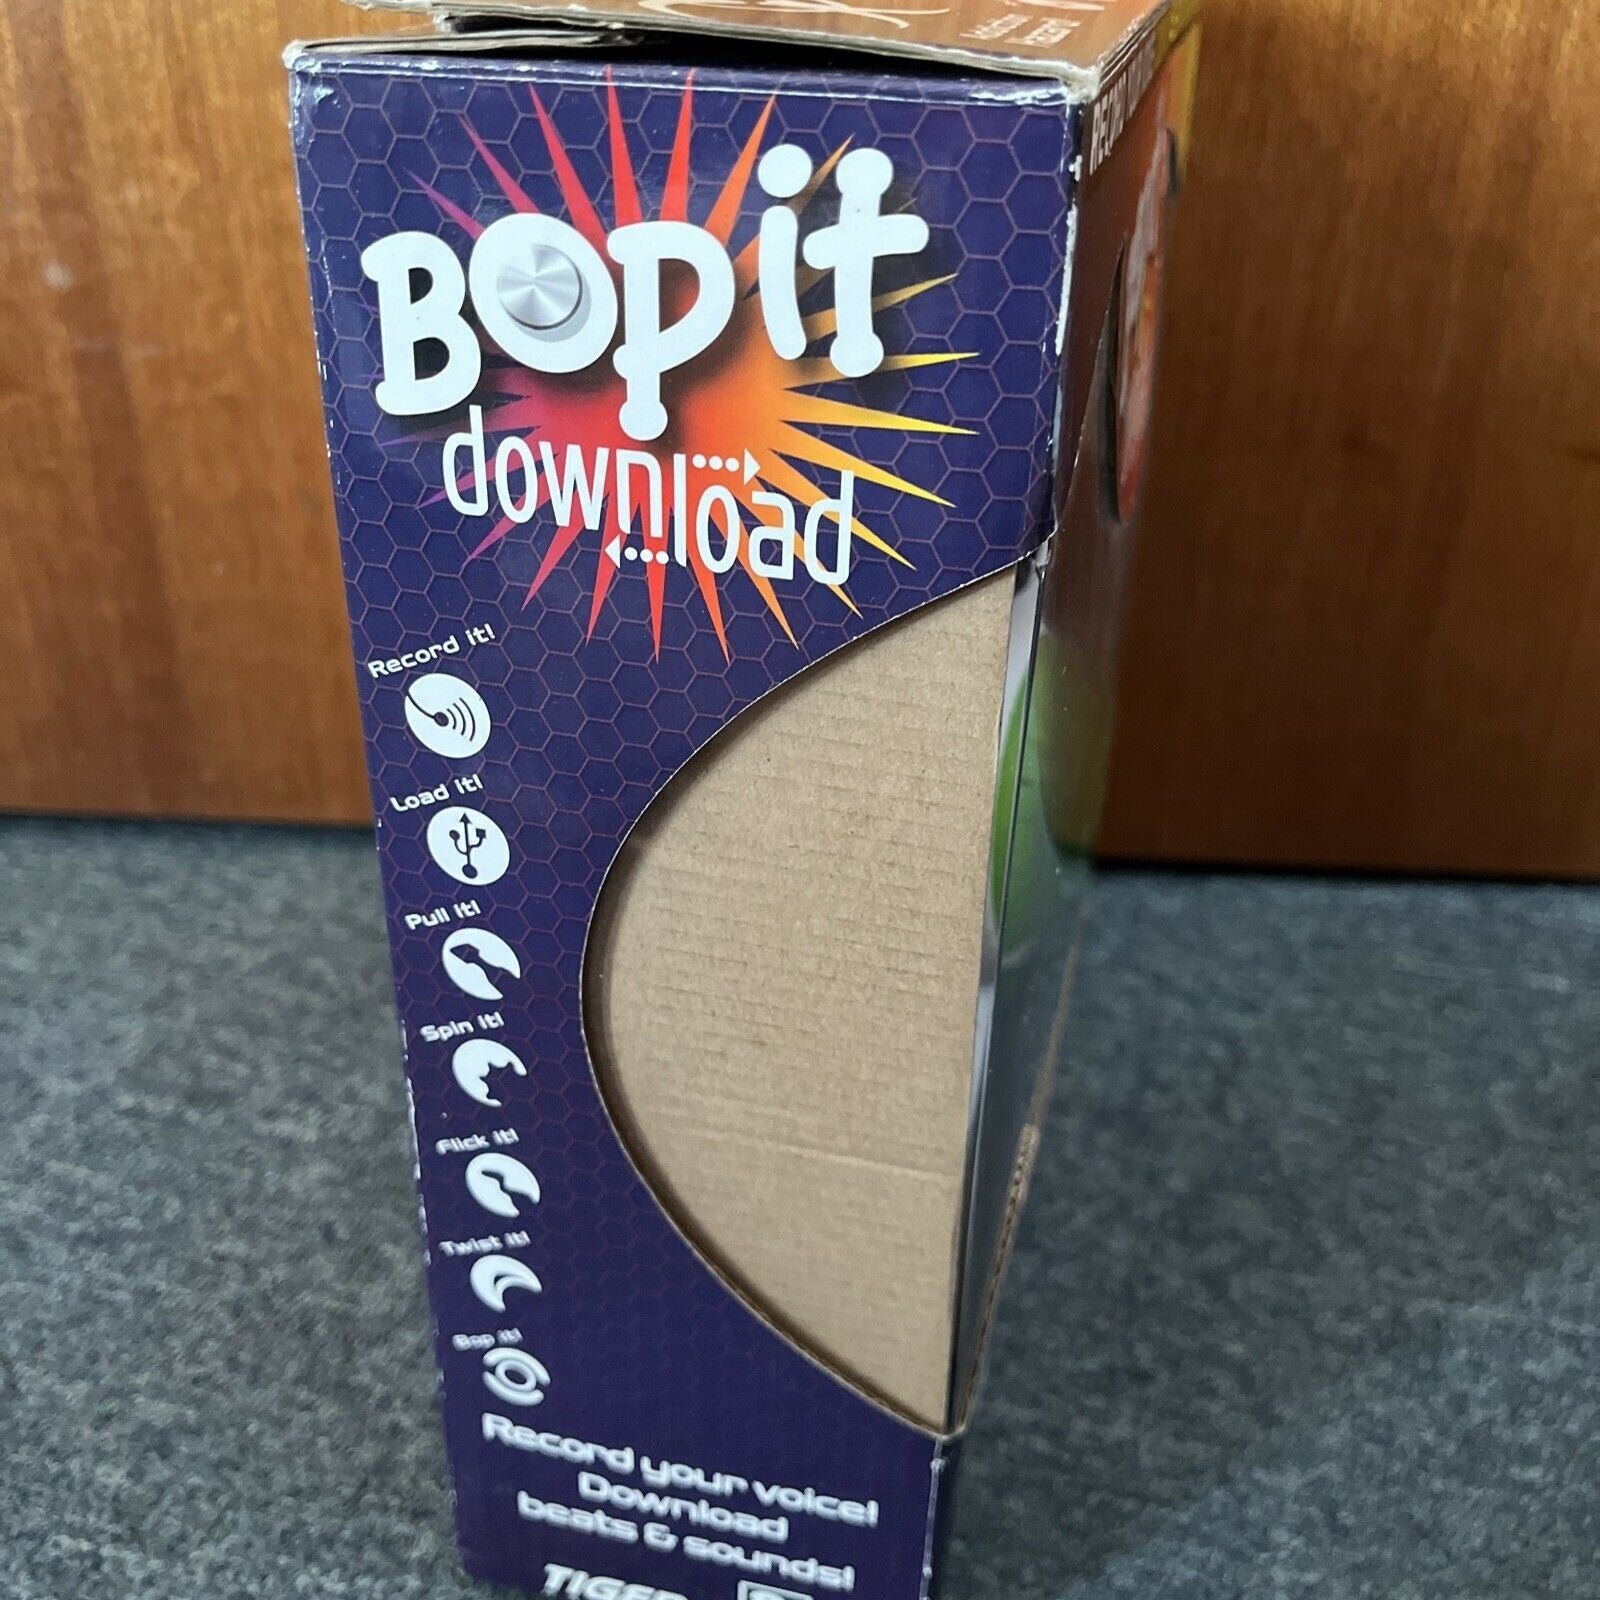 Bop it
download
Record it!
Load it!
Pull it!
Spin it!
Flick it!
Twist it!
Bop it!
Record your voice!
Download
beats & sounds!
TIGER